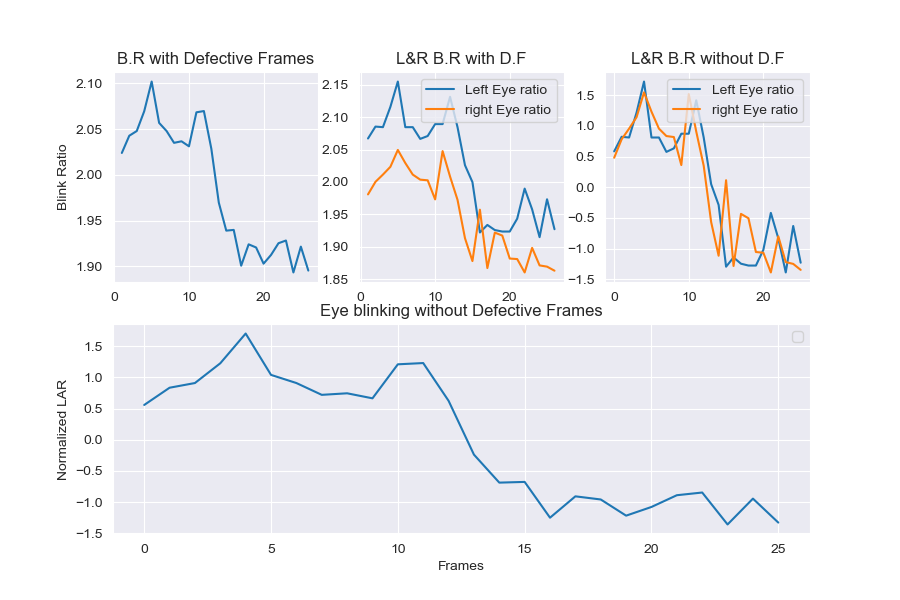 B.R with Defective Frames
Blink Ratio
2.10
2.05
2.00
1.95
1.90
0 10 20
L&R B.R with D.F
Left Eye ratio
right Eye ratio
2.15
2.10
2.05
2.00
1.95
1.90
1.85
0 10 20
L&R B.R without D.F
Left Eye ratio
right Eye ratio
1.5
1.0
0.5
0.0
−0.5
−1.0
−1.5
0 10 20
Eye blinking without Defective Frames
Normalized LAR
1.5
1.0
0.5
0.0
−0.5
−1.0
−1.5
0 5 10 15 20 25
Frames